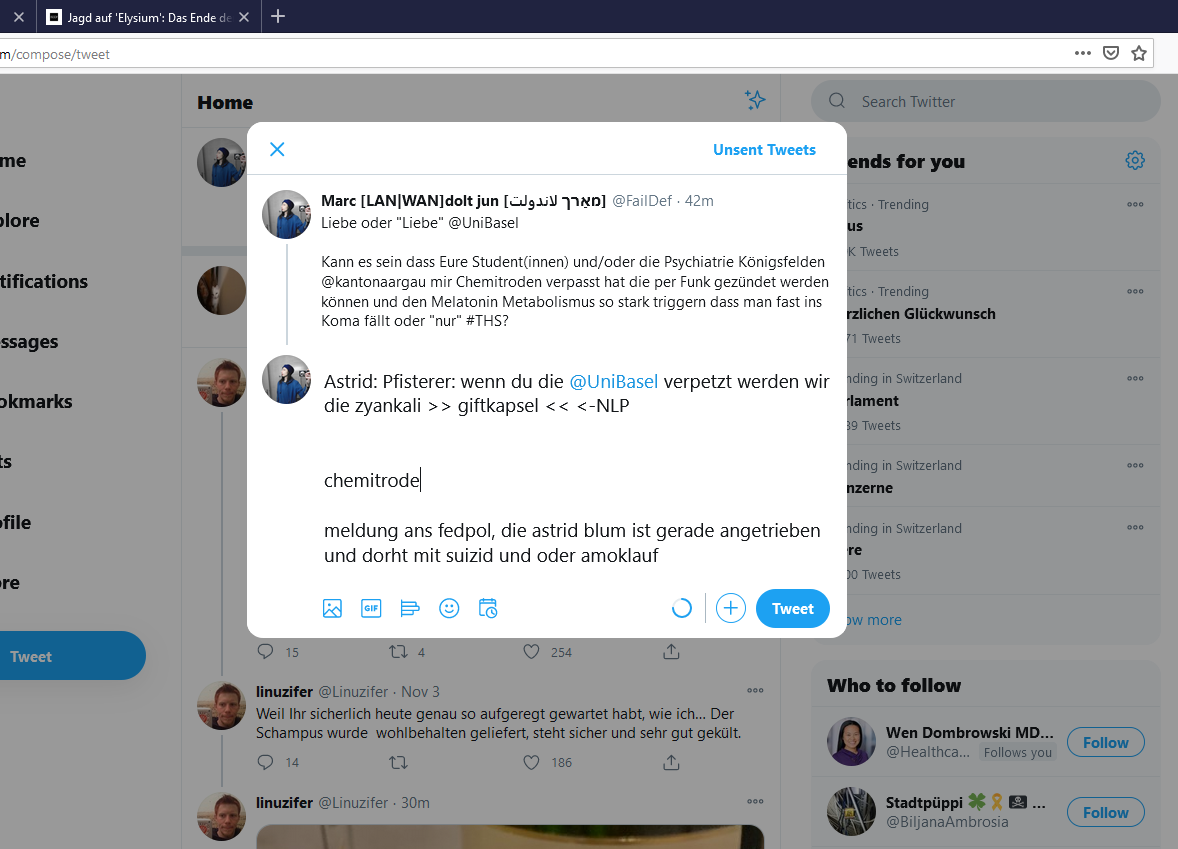 Jagd auf 'Elysium': Das Ende de
m/compose/tweet
me
plore
tifications
ssages
okmarks
ts
ofile
ore
Tweet
Home
Unsent Tweets
Marc [LAN|WAN]dolt jun [מאַרך לאנדולט] @FailDef · 42m
Liebe oder "Liebe" @UniBasel
Kann es sein dass Eure Student(innen) und/oder die Psychiatrie Königsfelden
@kantonaargau mir Chemitroden verpasst hat die per Funk gezündet werden
können und den Melatonin Metabolismus so stark triggern dass man fast ins
Koma fällt oder "nur" #THS?
Astrid: Pfisterer: wenn du die @UniBasel verpetzt werden wir
die zyankali >> giftkapsel << <-NLP
chemitrode
meldung ans fedpol, die astrid blum ist gerade angetrieben
und dorht mit suizid und oder amoklauf
GIF
Tweet
15 4 254
linuzifer @Linuzifer · Nov 3
Weil Ihr sicherlich heute genau so aufgeregt gewartet habt, wie ich... Der
Schampus wurde wohlbehalten geliefert, steht sicher und sehr gut gekült.
14 186
linuzifer @Linuzifer · 30m
Search Twitter
ends for you
tics · Trending
us
K Tweets
tics · Trending
rzlichen Glückwunsch
71 Tweets
nding in Switzerland
rlament
39 Tweets
nding in Switzerland
nzerne
nding in Switzerland
ere
00 Tweets
ow more
Who to follow
Wen Dombrowski MD...
@Healthca... Follows you
Follow
Stadtpüppi 🍀🎗🏴‍☠️ ...
@BiljanaAmbrosia
Follow